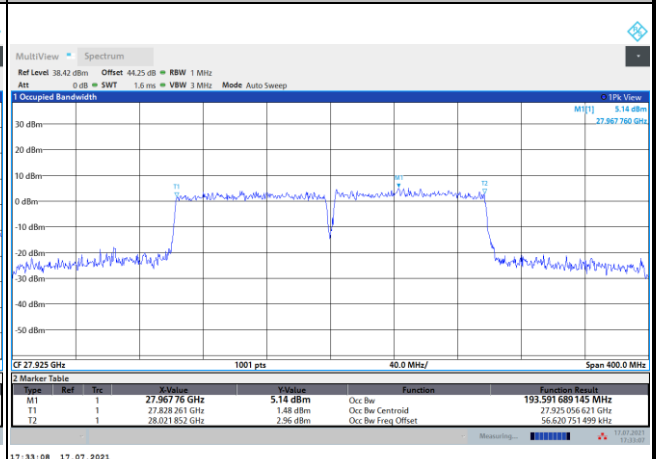 MultiView Spectrum
Ref Level 38.42 dBm Offset 44.25 dB RBW 1 MHz
Att 0 dB SWT 1.6 ms VBW 3 MHz Mode Auto Sweep
1 Occupied Bandwidth 1Pk View
M1[1] 5.14 dBm
27.967 760 GHz
30 dBm
20 dBm
10 dBm
M1
T1
T2
0 dBm
-10 dBm
-20 dBm
-30 dBm
-40 dBm
-50 dBm
CF 27.925 GHz 1001 pts 40.0 MHz/ Span 400.0 MHz
2 Marker Table
Type Ref Trc X-Value Y-Value Function Function Result
M1 1 27.967 76 GHz 5.14 dBm Occ Bw 193.591 689 145 MHz
T1 1 27.828 261 GHz 1.48 dBm Occ Bw Centroid 27.925 056 621 GHz
T2 1 28.021 852 GHz 2.96 dBm Occ Bw Freq Offset 56.620 751 499 kHz
Measuring... 17.07.2021
17:33:07
17:33:08 17.07.2021